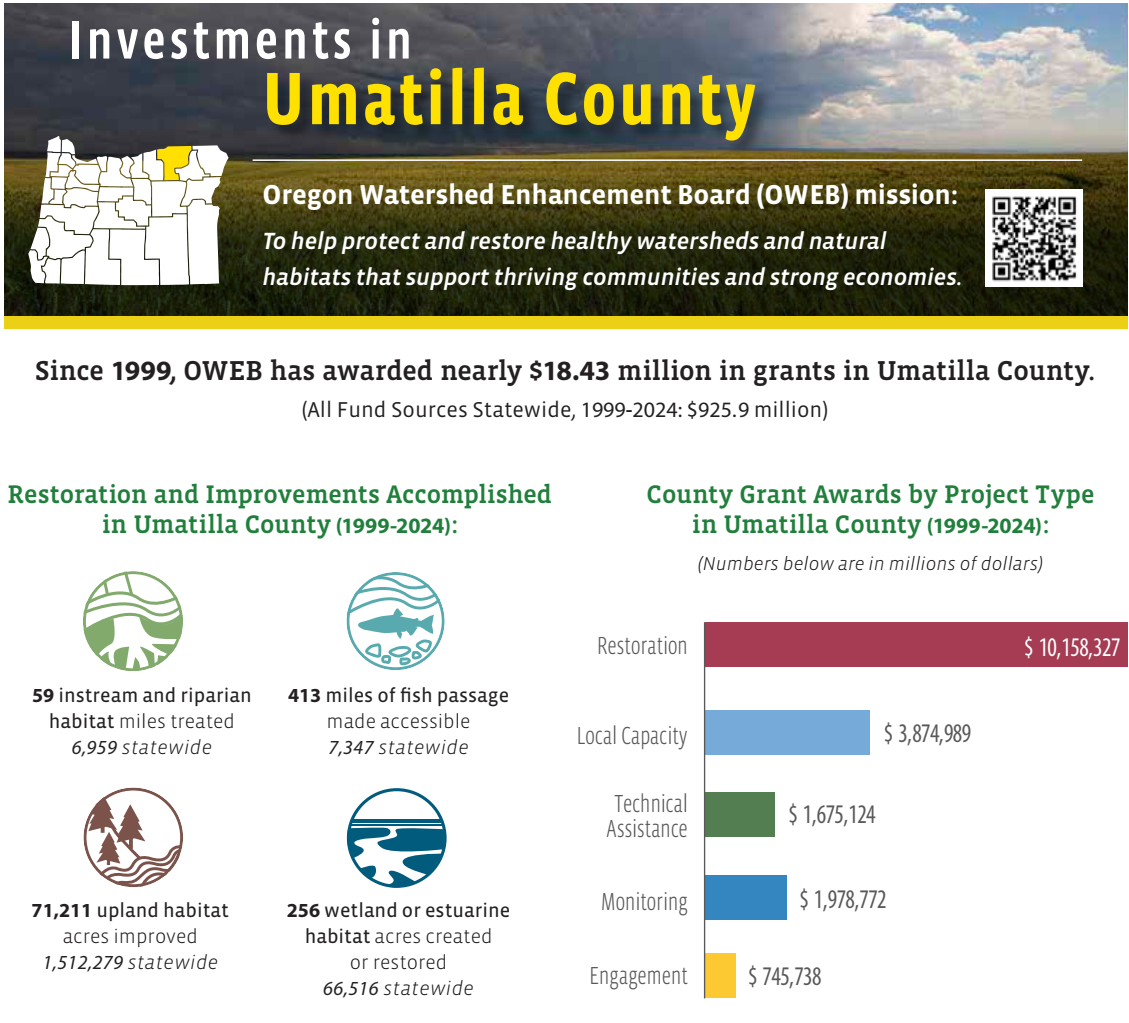 Investments in
Umatilla County
Oregon Watershed Enhancement Board (OWEB) mission:
To help protect and restore healthy watersheds and natural
habitats that support thriving communities and strong economies.
Since 1999, OWEB has awarded nearly $18.43 million in grants in Umatilla County.
(All Fund Sources Statewide, 1999-2024: $925.9 million)
Restoration and Improvements Accomplished
in Umatilla County (1999-2024):
59 instream and riparian
habitat miles treated
6,959 statewide
413 miles of fish passage
made accessible
7,347 statewide
71,211 upland habitat
acres improved
1,512,279 statewide
256 wetland or estuarine
habitat acres created
or restored
66,516 statewide
County Grant Awards by Project Type
in Umatilla County (1999-2024):
(Numbers below are in millions of dollars)
Restoration
$ 10,158,327
Local Capacity
$ 3,874,989
Technical
Assistance
$ 1,675,124
Monitoring
$ 1,978,772
Engagement
$ 745,738